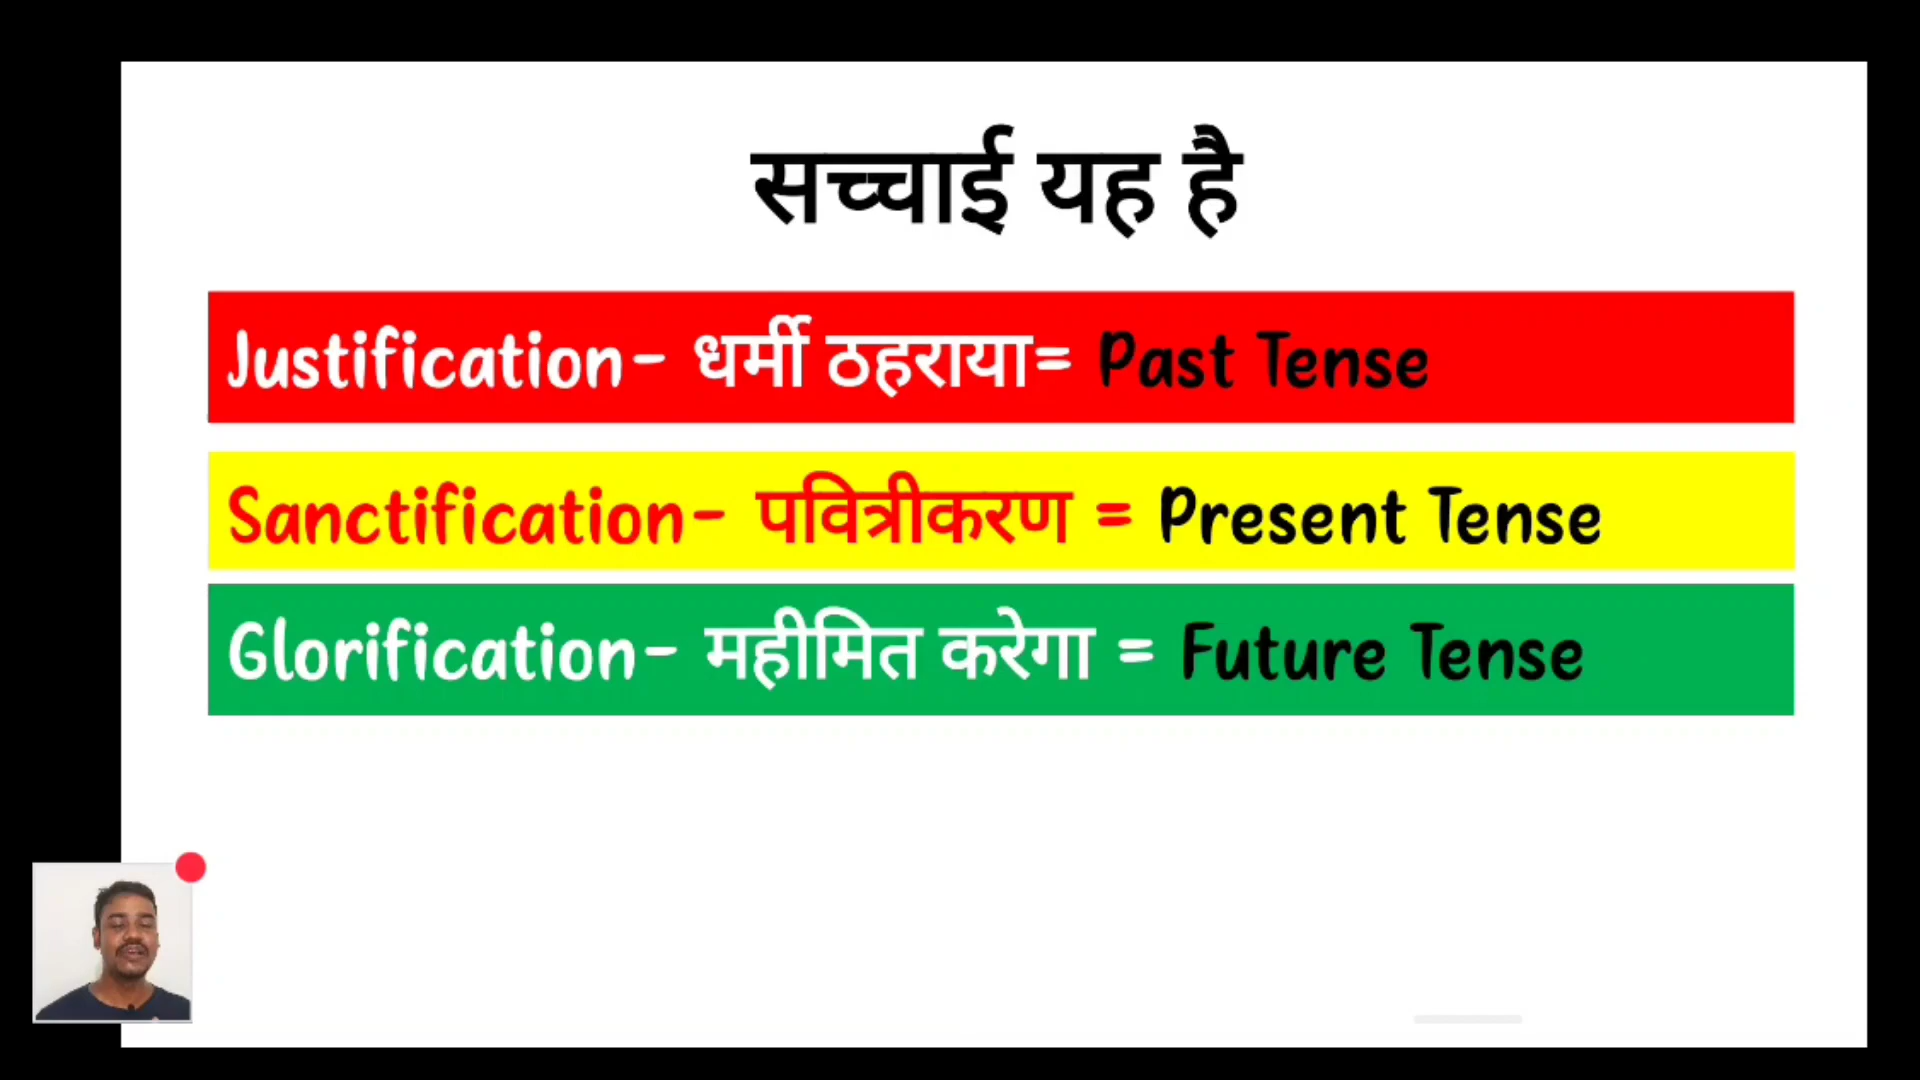 सच्चाई यह है
Justification- धर्मी ठहराया= Past Tense
Sanctification- पवित्रीकरण = Present Tense
Glorification- महीमित करेगा = Future Tense